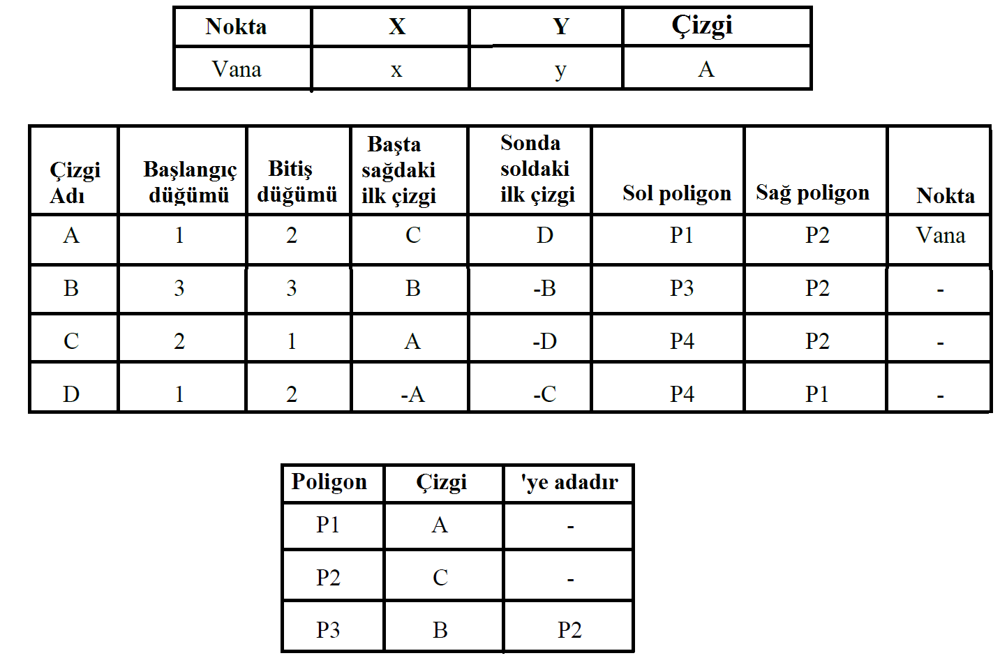 Nokta X Y Çizgi
Vana x y A
Çizgi Adı Başlangıç düğümü Bitiş düğümü Başta sağdaki ilk çizgi Sonda soldaki ilk çizgi Sol poligon Sağ poligon Nokta
A 1 2 C D P1 P2 Vana
B 3 3 B -B P3 P2 -
C 2 1 A -D P4 P2 -
D 1 2 -A -C P4 P1 -
Poligon Çizgi 'ye adadır
P1 A -
P2 C -
P3 B P2